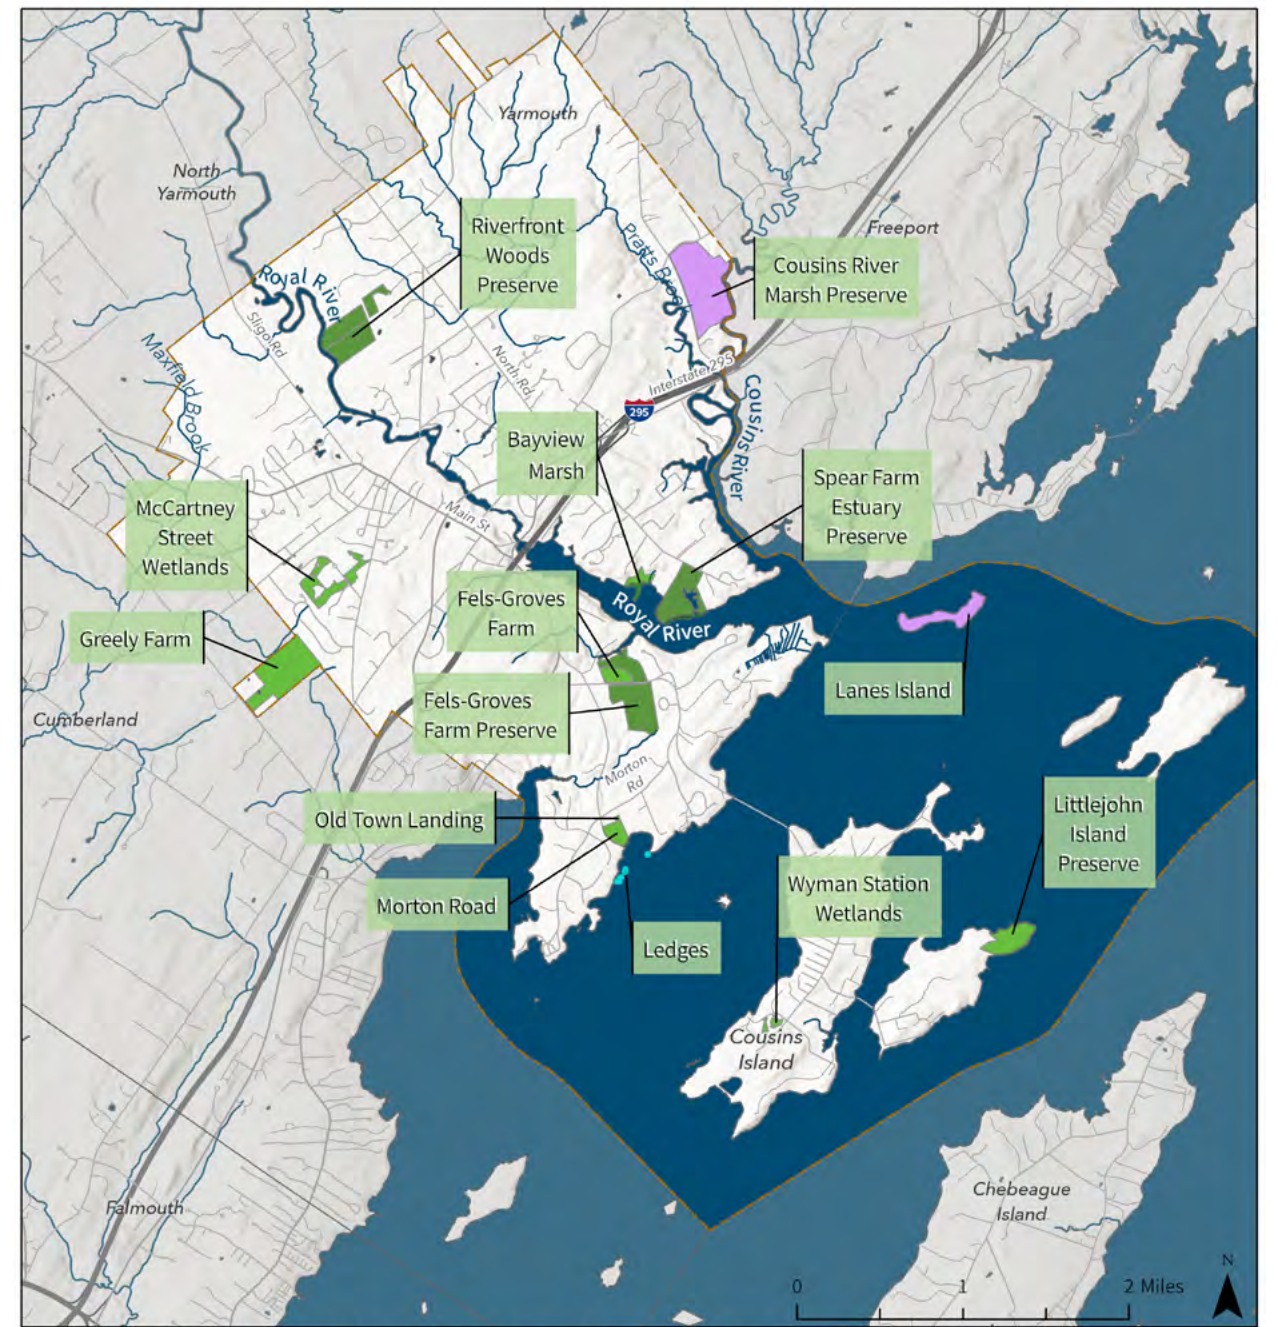 Yarmouth
North
Yarmouth
Riverfront
Woods
Preserve
Freeport
Pratts Brook
Cousins River
Marsh Preserve
Royal River
Sligo Rd
Maxfield Brook
North Rd
Interstate 295
295
Cousins River
Bayview
Marsh
Spear Farm
Estuary
Preserve
McCartney
Street
Wetlands
Main St
Fels-Groves
Farm
Royal River
Greely Farm
Lanes Island
Fels-Groves
Farm Preserve
Cumberland
Morton
Rd
Old Town Landing
Littlejohn
Island
Preserve
Morton Road
Wyman Station
Wetlands
Ledges
Cousins
Island
Chebeague
Island
Falmouth
N
0 1 2 Miles